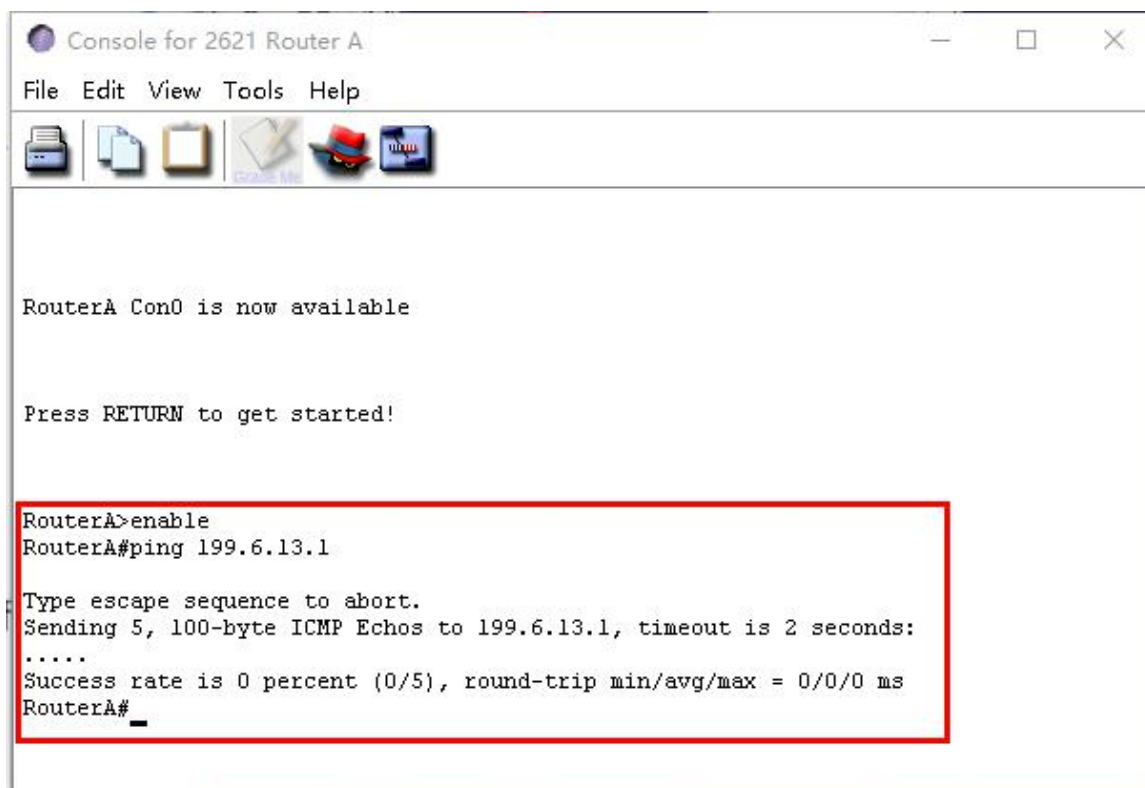 Console for 2621 Router A
File Edit View Tools Help
Grade Me
RouterA Con0 is now available
Press RETURN to get started!
RouterA>enable
RouterA#ping 199.6.13.1
Type escape sequence to abort.
Sending 5, 100-byte ICMP Echos to 199.6.13.1, timeout is 2 seconds:
.....
Success rate is 0 percent (0/5), round-trip min/avg/max = 0/0/0 ms
RouterA#